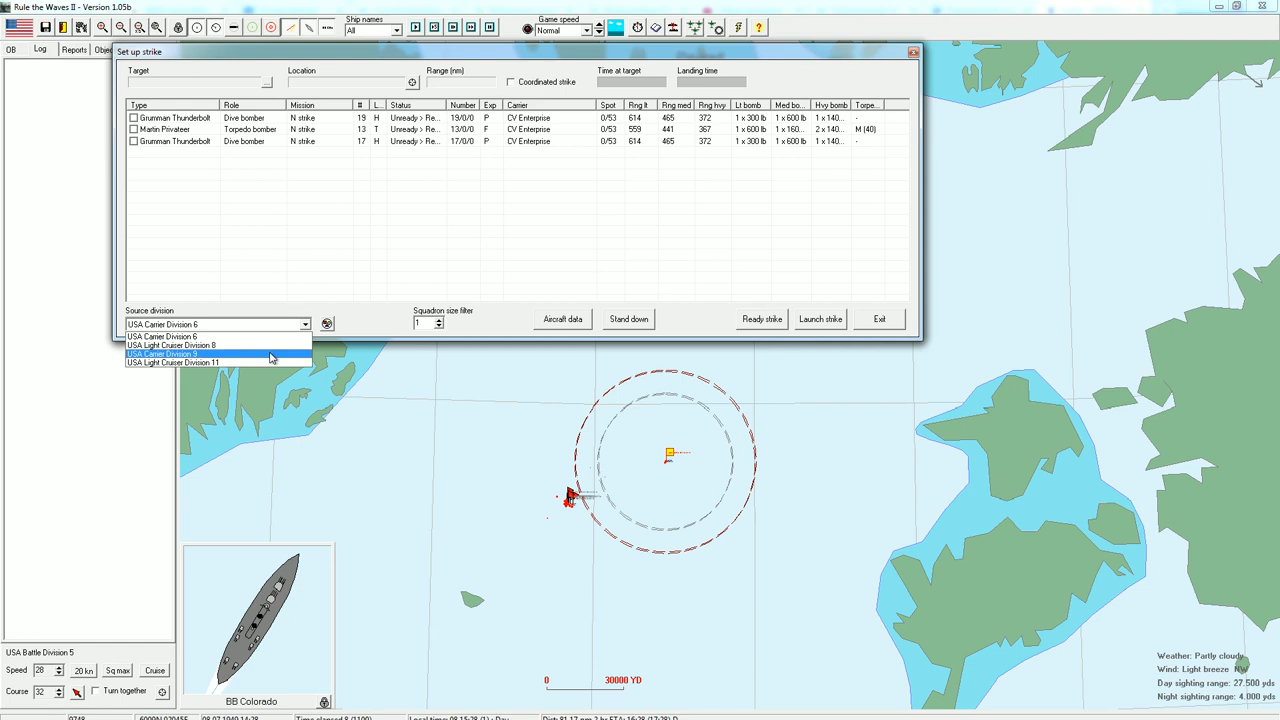 Rule the Waves II - Version 1.05b
Ship names
All
Game speed
Normal
OB Log Reports
Set up strike
Target Location Range (nm) Coordinated strike Time at target Landing time
Type Role Mission # L... Status Number Exp Carrier Spot Rng lt Rng med Rng hvy Lt bomb Med bo... Hvy bomb Torpe...
Grumman Thunderbolt Dive bomber N strike 19 H Unready > Re... 19/0/0 P CV Enterprise 0/53 614 465 372 1 x 300 lb 1 x 600 lb 1 x 140... -
Martin Privateer Torpedo bomber N strike 13 T Unready > Re... 13/0/0 F CV Enterprise 0/53 559 441 367 1 x 600 lb 1 x 160... 2 x 140... M (40)
Grumman Thunderbolt Dive bomber N strike 17 H Unready > Re... 17/0/0 P CV Enterprise 0/53 614 465 372 1 x 300 lb 1 x 600 lb 1 x 140... -
Source division
USA Carrier Division 6
USA Carrier Division 6
USA Light Cruiser Division 8
USA Carrier Division 9
USA Light Cruiser Division 11
Squadron size filter
1
Aircraft data Stand down Ready strike Launch strike Exit
0 30000 YD
BB Colorado
USA Battle Division 5
Speed 28 20 kn Sq max Cruise
Course 32 Turn together
Weather: Partly cloudy
Wind: Light breeze NW
Day sighting range: 27.500 yds
Night sighting range: 4.000 yds